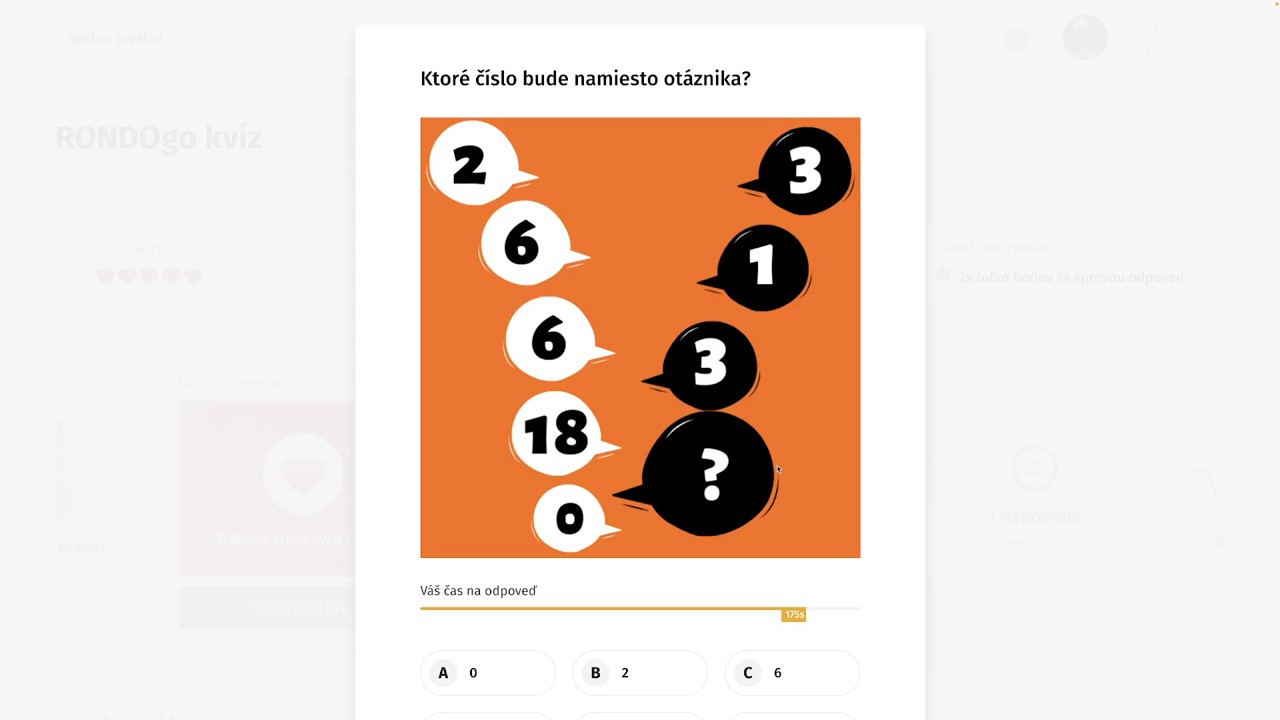 Späť na prehľad
RONDOgo kvíz
Ktoré číslo bude namiesto otáznika?
2
3
6
1
6
3
18
?
0
2x toľko bodov za správnu odpoveď
1 nápoveda
Váš čas na odpoveď
175s
A 0
B 2
C 6